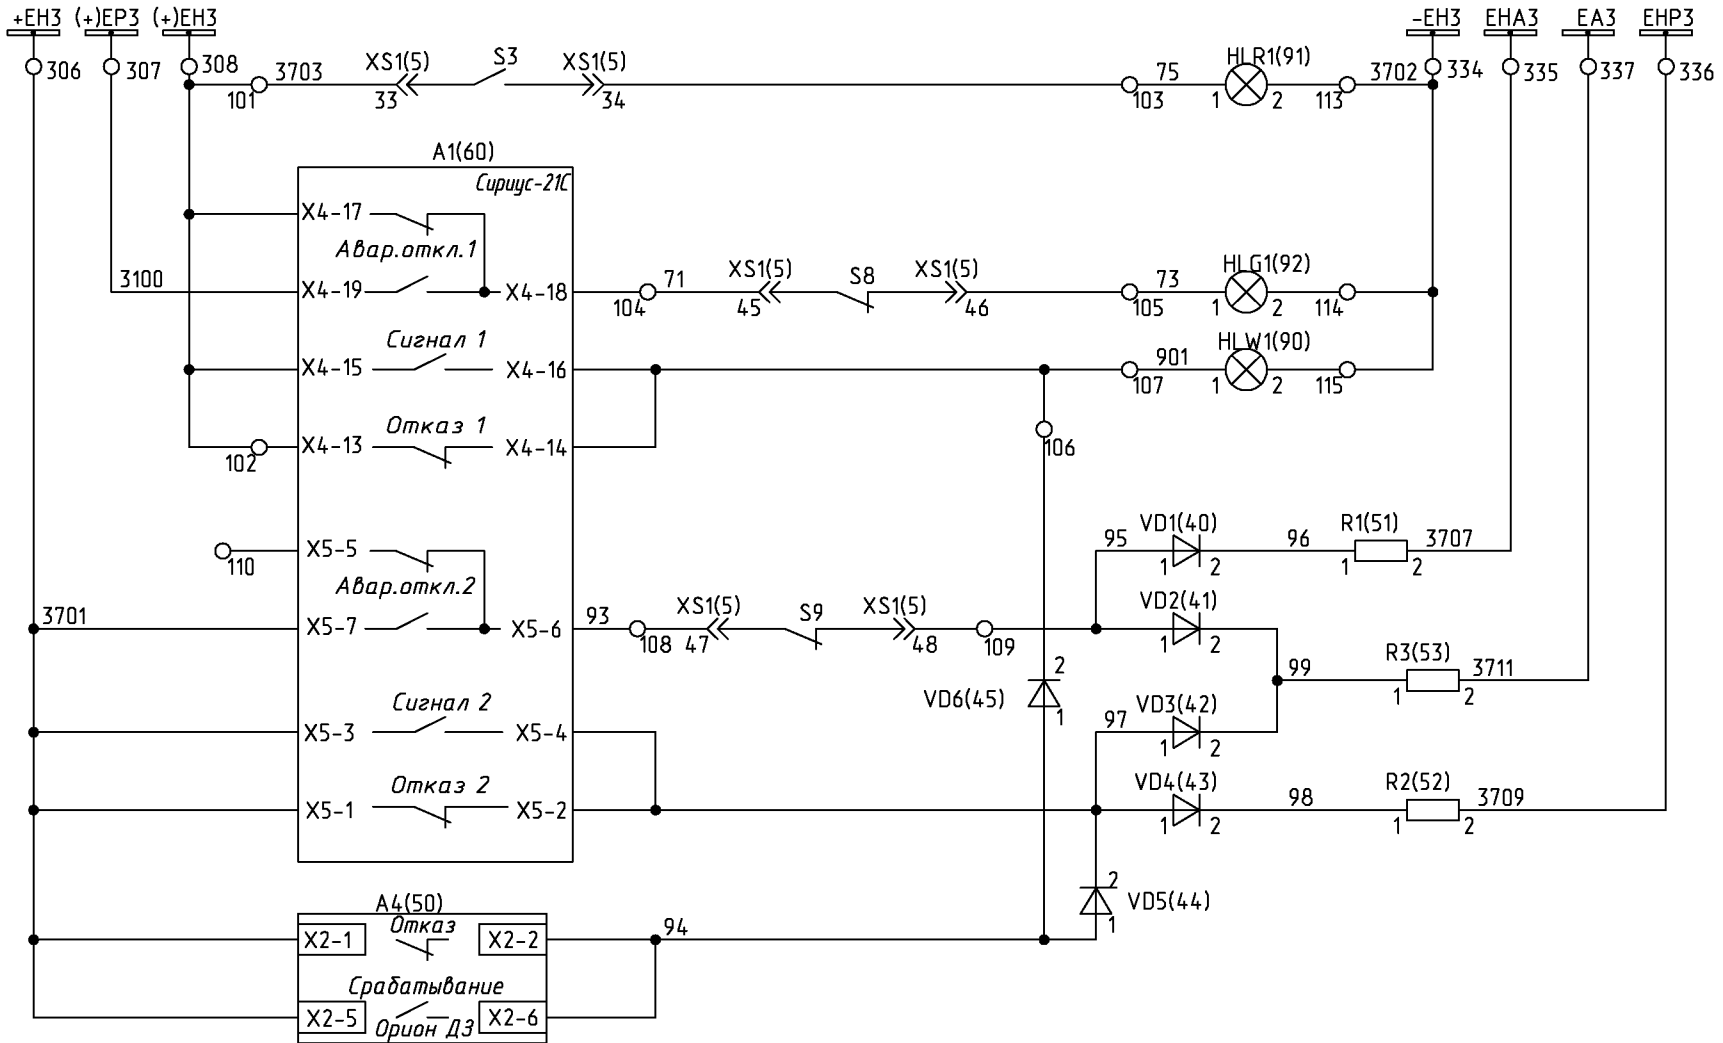 +EH3 (+)EP3 (+)EH3 -EH3 EHA3 EA3 EHP3
306 307 308 334 335 337 336
101 3703 XS1(5) 33 S3 XS1(5) 34 103 75 HLR1(91) 1 2 113 3702
A1(60)
Сириус-21С
X4-17
Авар.откл.1
3100 X4-19 X4-18 104 71 XS1(5) 45 S8 XS1(5) 46 105 73 HLG1(92) 1 2 114
Сигнал 1
X4-15 X4-16 107 901 HLW1(90) 1 2 115
Отказ 1
102 X4-13 X4-14 106
110 X5-5 95 VD1(40) 1 2 96 R1(51) 1 2 3707
Авар.откл.2
3701 X5-7 X5-6 93 108 XS1(5) 47 S9 XS1(5) 48 109 VD2(41) 1 2
99 R3(53) 1 2 3711
VD6(45) 2 1
Сигнал 2
X5-3 X5-4 97 VD3(42) 1 2
Отказ 2
X5-1 X5-2 VD4(43) 1 2 98 R2(52) 1 2 3709
VD5(44) 2 1
A4(50)
Отказ
X2-1 X2-2 94
Срабатывание
X2-5 X2-6
Орион ДЗ